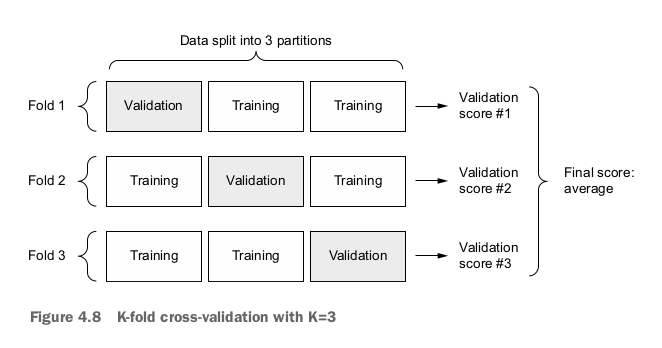 Data split into 3 partitions
Fold 1
Validation
Training
Training
Validation
score #1
Fold 2
Training
Validation
Training
Validation
score #2
Final score:
average
Fold 3
Training
Training
Validation
Validation
score #3
Figure 4.8 K-fold cross-validation with K=3